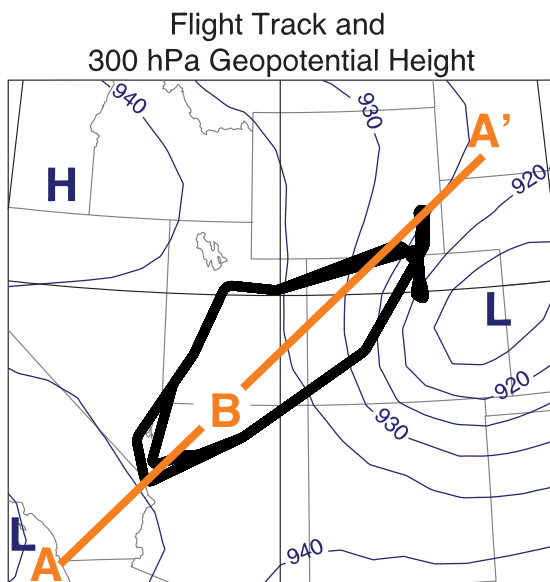 Flight Track and
300 hPa Geopotential Height
940
930
A’
H
920
L
920
B
930
L
A
940